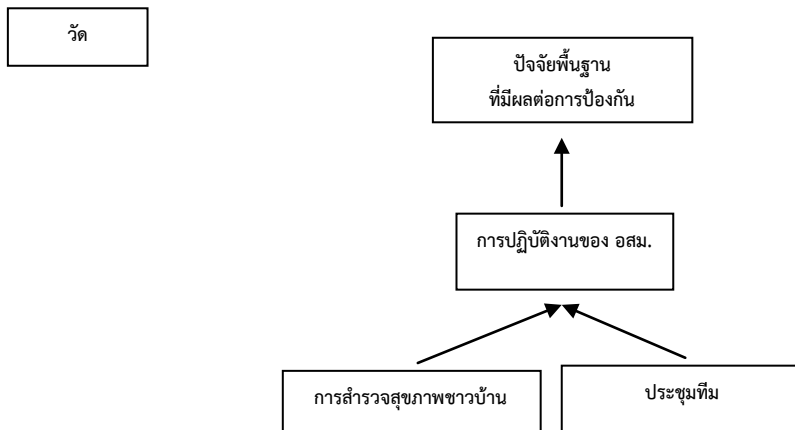 วัด
ปัจจัยพื้นฐาน
ที่มีผลต่อการป้องกัน
การปฏิบัติงานของ อสม.
การสำรวจสุขภาพชาวบ้าน
ประชุมทีม